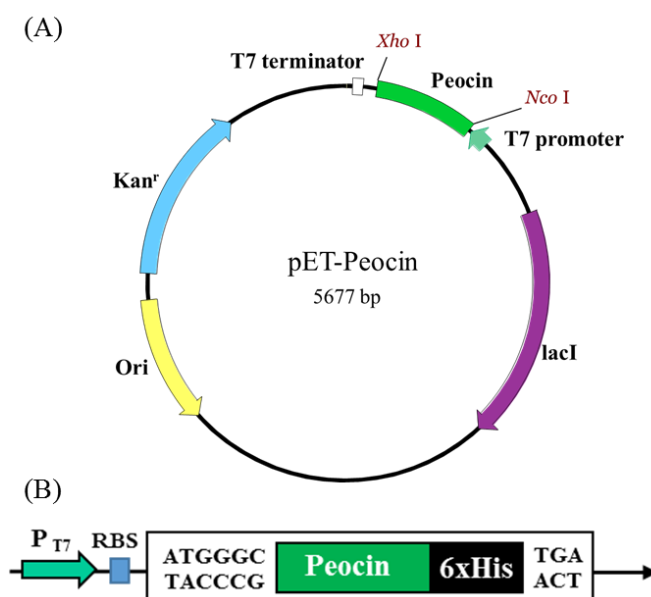 (A)
Xho I
T7 terminator
Peocin
Nco I
T7 promoter
Kanʳ
pET-Peocin
5677 bp
lacI
Ori
(B)
P T7
RBS
ATGGGC
TACCCG
Peocin
6xHis
TGA
ACT